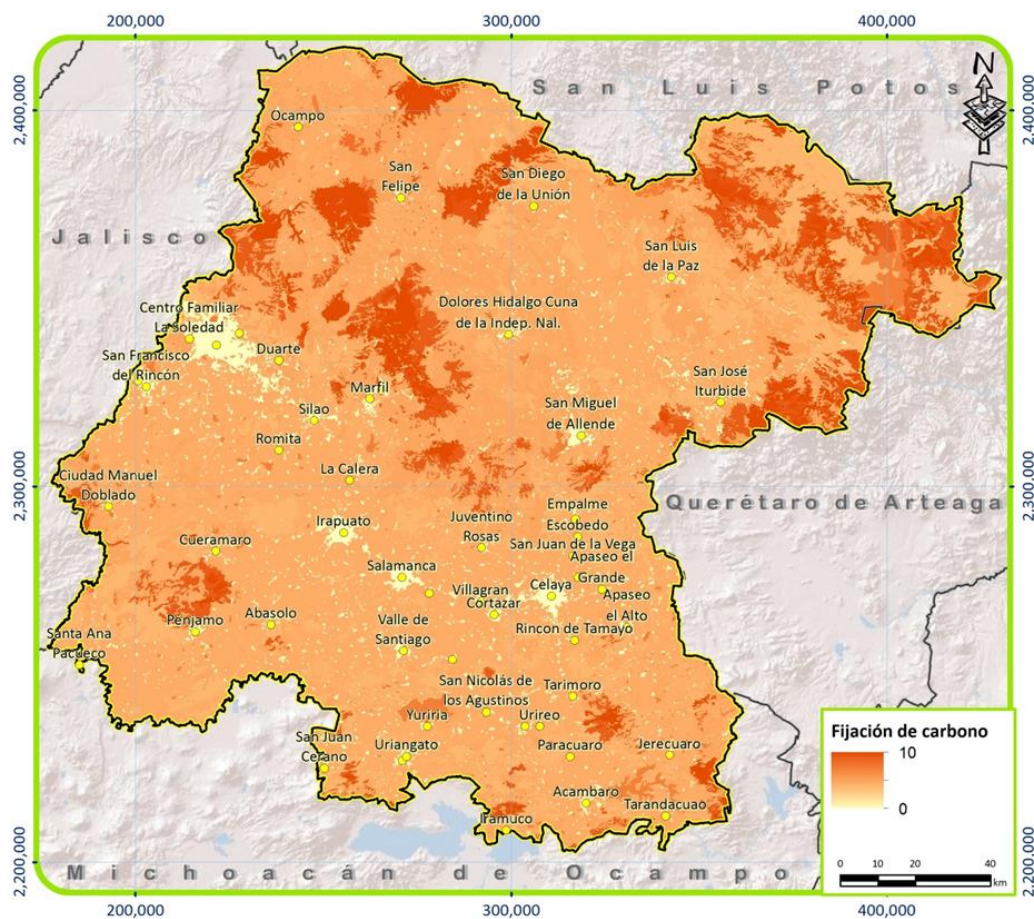 200,000
300,000
400,000
N
San Luis Potos
2,400,000
2,400,000
Ocampo
San
Felipe
San Diego
de la Unión
Jalisco
San Luis
de la Paz
Centro Familiar
La Soledad
Dolores Hidalgo Cuna
de la Indep. Nal.
San Francisco
del Rincón
Duarte
Marfil
San José
Iturbide
Silao
San Miguel
de Allende
Romita
La Calera
2,300,000
2,300,000
Ciudad Manuel
Doblado
Querétaro de Arteaga
Irapuato
Juventino
Rosas
Empalme
Escobedo
San Juan de la Vega
Cueramaro
Apaseo el
Grande
Salamanca
Villagran
Celaya
Cortazar
Apaseo
el Alto
Penjamo
Abasolo
Valle de
Santiago
Rincon de Tamayo
Santa Ana
Pacueco
San Nicolás de
los Agustinos
Tarimoro
Yuriria
Urireo
San Juan
Cerano
Uriangato
Paracuaro
Jerecuaro
Acambaro
Tarandacuao
Iramuco
Michoacán de Ocampo
2,200,000
2,200,000
Fijación de carbono
10
0
0 10 20 40
km
200,000
300,000
400,000